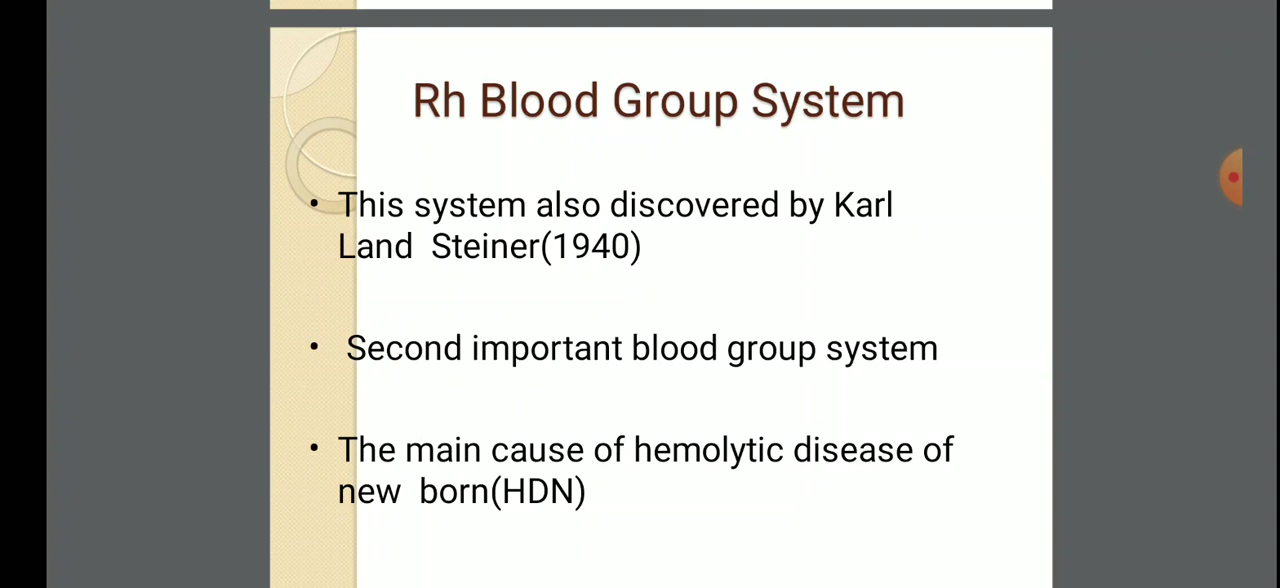 Rh Blood Group System
• This system also discovered by Karl
Land  Steiner(1940)
• Second important blood group system
• The main cause of hemolytic disease of
new  born(HDN)